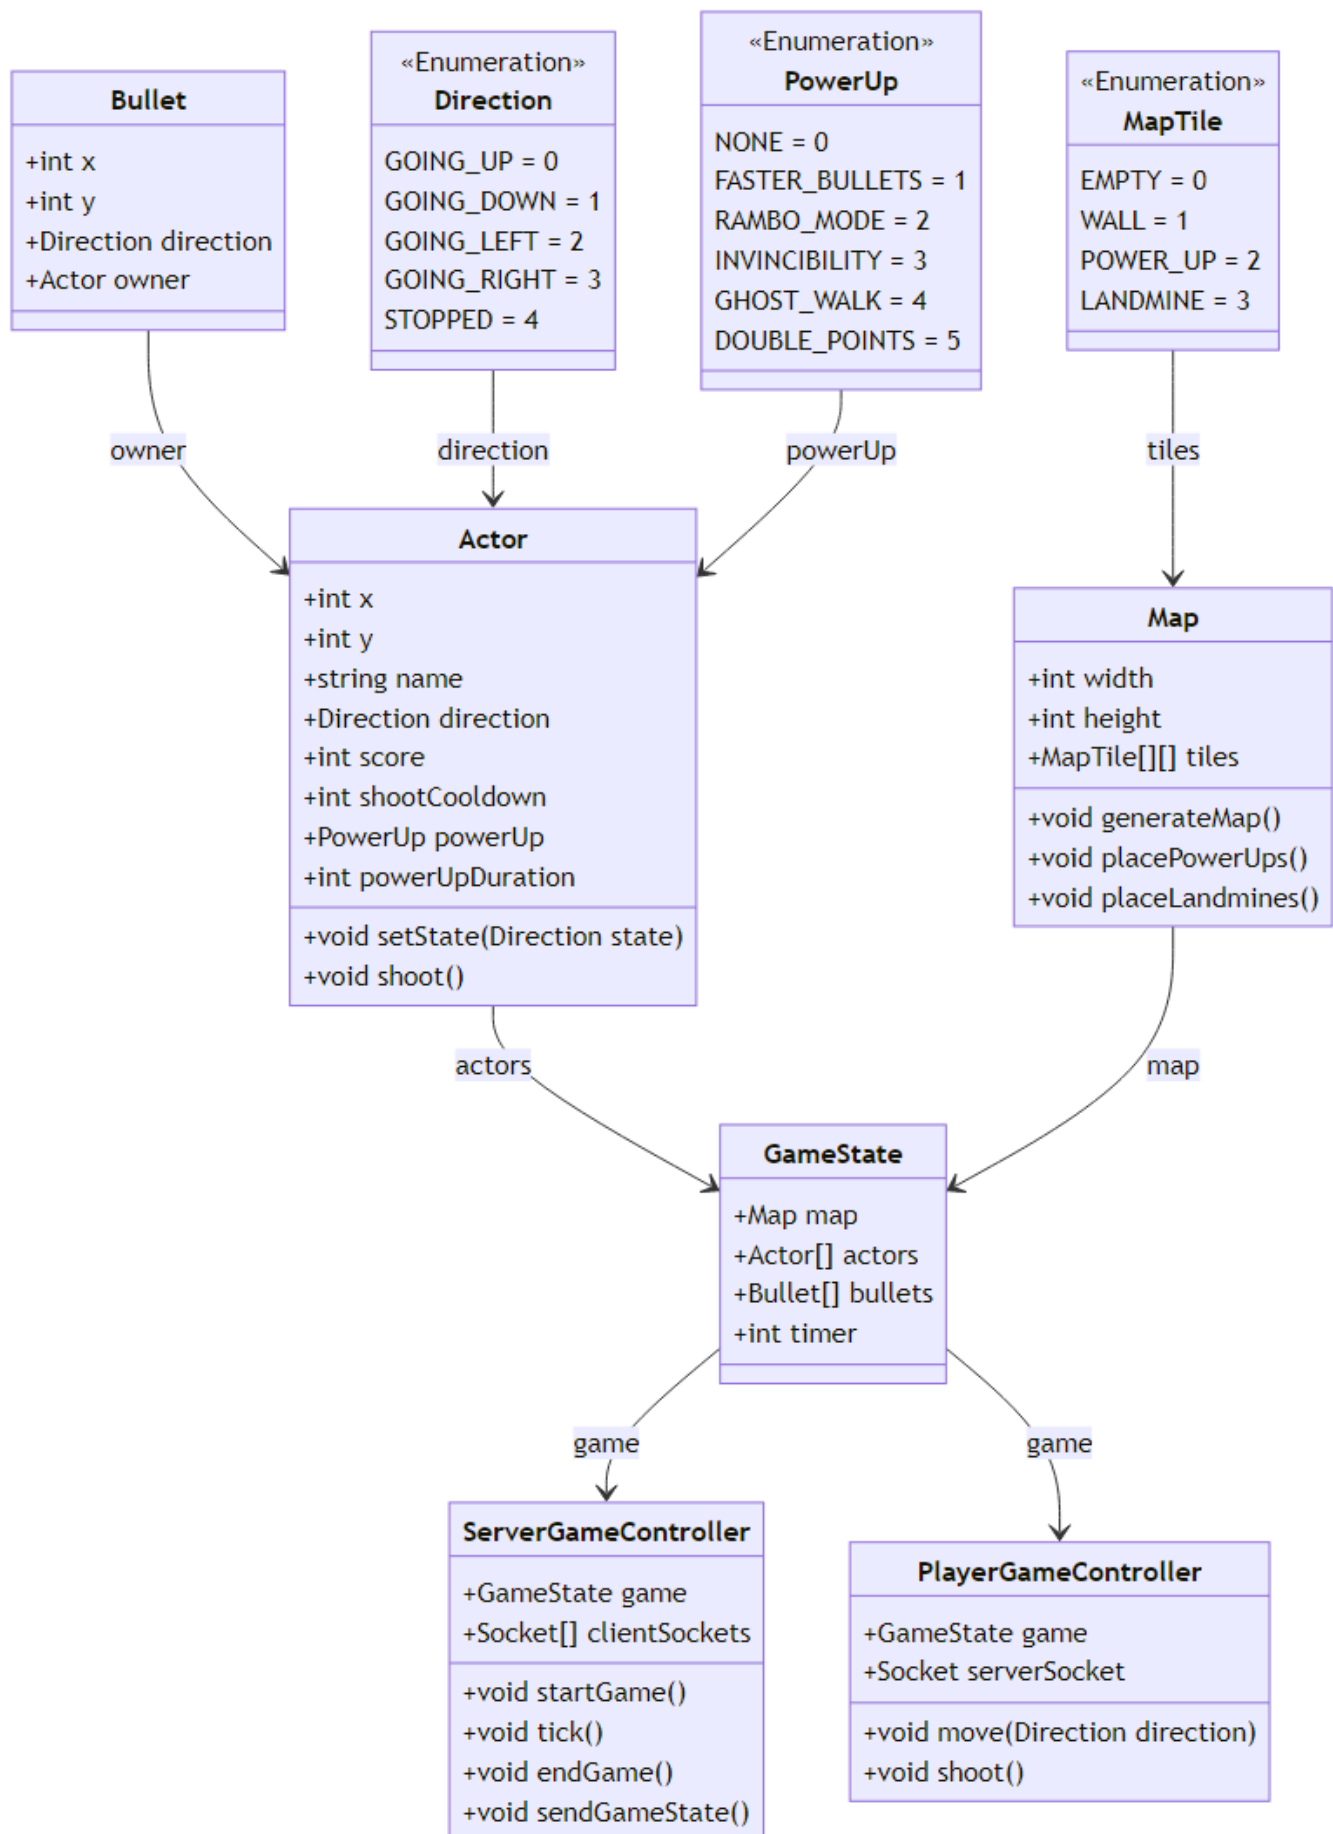 Bullet
+int x
+int y
+Direction direction
+Actor owner
«Enumeration»
Direction
GOING_UP = 0
GOING_DOWN = 1
GOING_LEFT = 2
GOING_RIGHT = 3
STOPPED = 4
«Enumeration»
PowerUp
NONE = 0
FASTER_BULLETS = 1
RAMBO_MODE = 2
INVINCIBILITY = 3
GHOST_WALK = 4
DOUBLE_POINTS = 5
«Enumeration»
MapTile
EMPTY = 0
WALL = 1
POWER_UP = 2
LANDMINE = 3
owner
direction
powerUp
tiles
Actor
+int x
+int y
+string name
+Direction direction
+int score
+int shootCooldown
+PowerUp powerUp
+int powerUpDuration
+void setState(Direction state)
+void shoot()
Map
+int width
+int height
+MapTile[][] tiles
+void generateMap()
+void placePowerUps()
+void placeLandmines()
actors
map
GameState
+Map map
+Actor[] actors
+Bullet[] bullets
+int timer
game
game
ServerGameController
+GameState game
+Socket[] clientSockets
+void startGame()
+void tick()
+void endGame()
+void sendGameState()
PlayerGameController
+GameState game
+Socket serverSocket
+void move(Direction direction)
+void shoot()